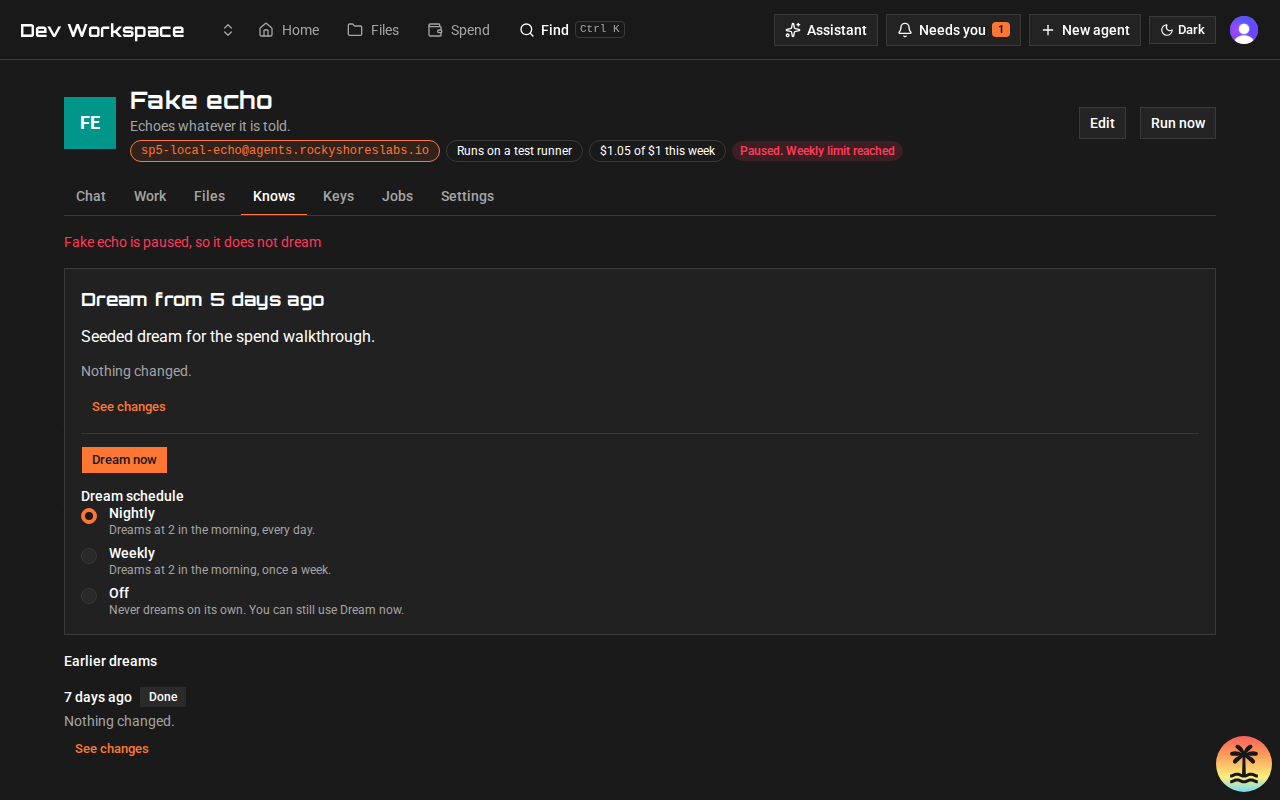 Dev Workspace
Home
Files
Spend
Find Ctrl K
Assistant
Needs you 1
New agent
Dark
FE
Fake echo
Echoes whatever it is told.
sp5-local-echo@agents.rockyshoreslabs.io
Runs on a test runner
$1.05 of $1 this week
Paused. Weekly limit reached
Edit
Run now
Chat
Work
Files
Knows
Keys
Jobs
Settings
Fake echo is paused, so it does not dream
Dream from 5 days ago
Seeded dream for the spend walkthrough.
Nothing changed.
See changes
Dream now
Dream schedule
Nightly
Dreams at 2 in the morning, every day.
Weekly
Dreams at 2 in the morning, once a week.
Off
Never dreams on its own. You can still use Dream now.
Earlier dreams
7 days ago Done
Nothing changed.
See changes